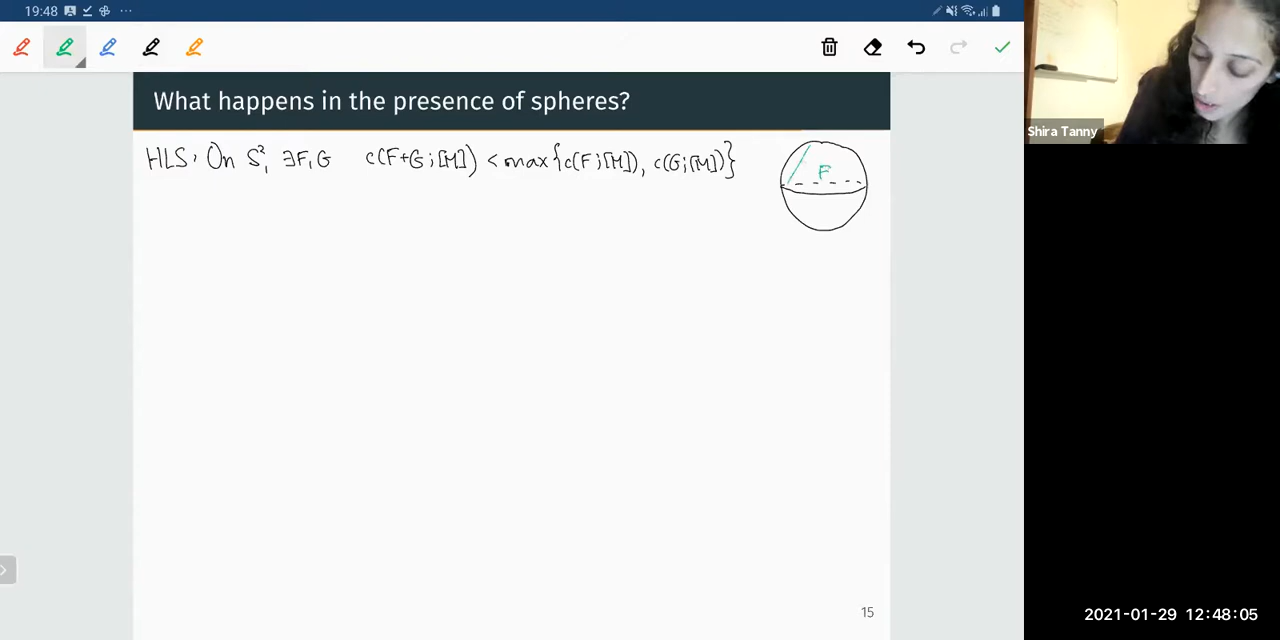 19:48
What happens in the presence of spheres?
HLS: On S², ∃F,G c(F+G;[M]) < max{c(F;[M]), c(G;[M])}
F
Shira Tanny
15
2021-01-29 12:48:05